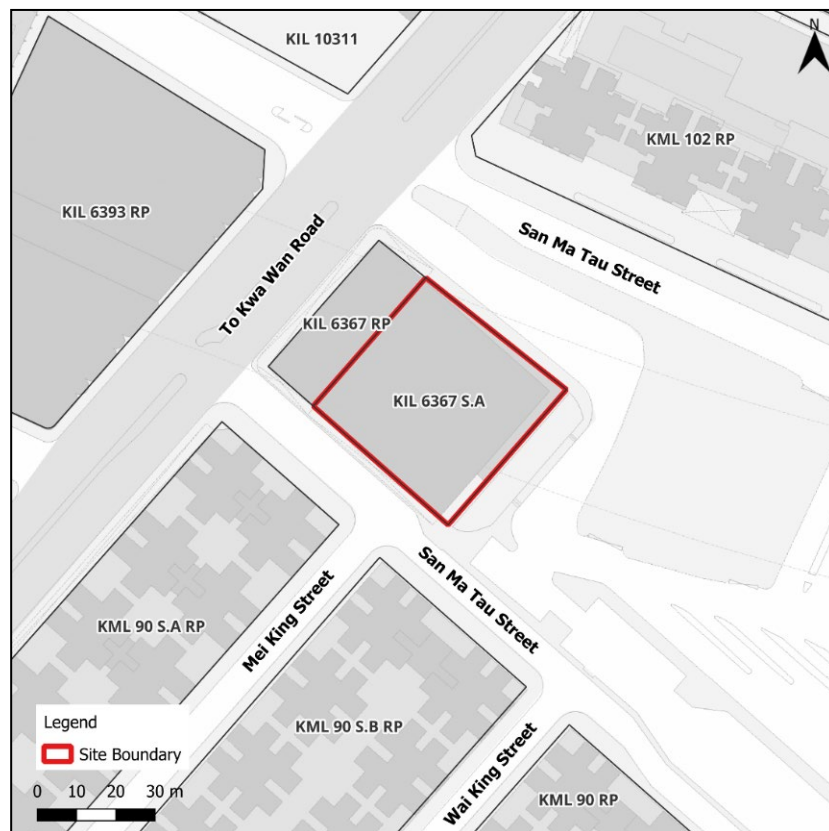 KIL 10311
N
KML 102 RP
KIL 6393 RP
To Kwa Wan Road
San Ma Tau Street
KIL 6367 RP
KIL 6367 S.A
San Ma Tau Street
KML 90 S.A RP
Mei King Street
KML 90 S.B RP
Wai King Street
KML 90 RP
Legend
Site Boundary
0 10 20 30 m